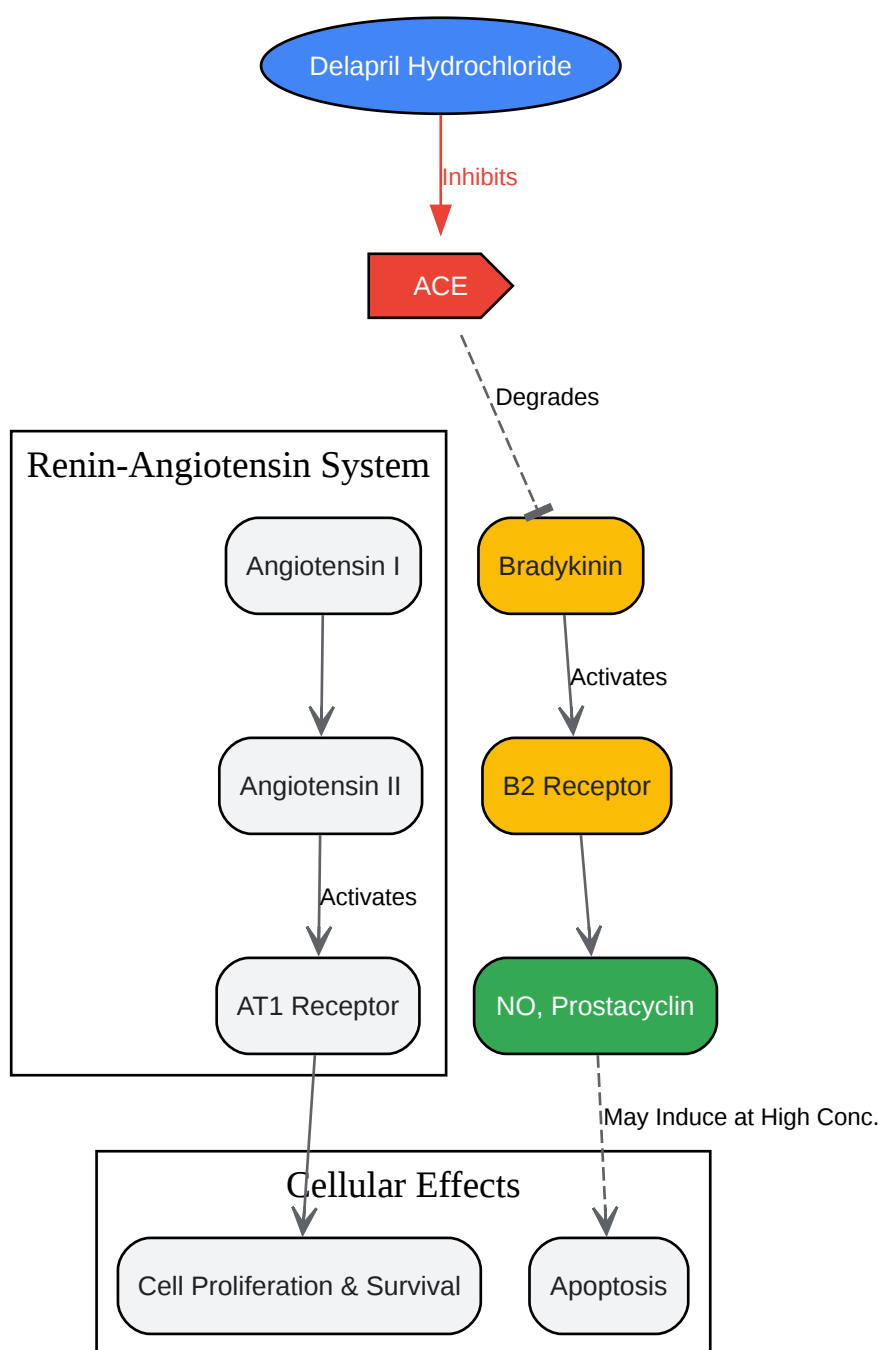 Delapril Hydrochloride
Inhibits
ACE
Degrades
Renin-Angiotensin System
Angiotensin I
Bradykinin
Activates
Angiotensin II
B2 Receptor
Activates
AT1 Receptor
NO, Prostacyclin
May Induce at High Conc.
Cellular Effects
Cell Proliferation & Survival
Apoptosis